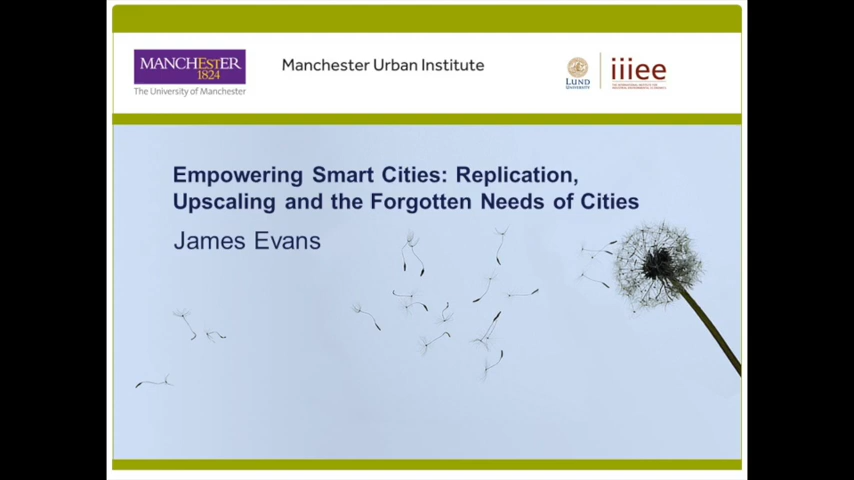 MANCHESTER
1824
The University of Manchester
Manchester Urban Institute
LUND
UNIVERSITY
iiiee
Empowering Smart Cities: Replication,
Upscaling and the Forgotten Needs of Cities
James Evans